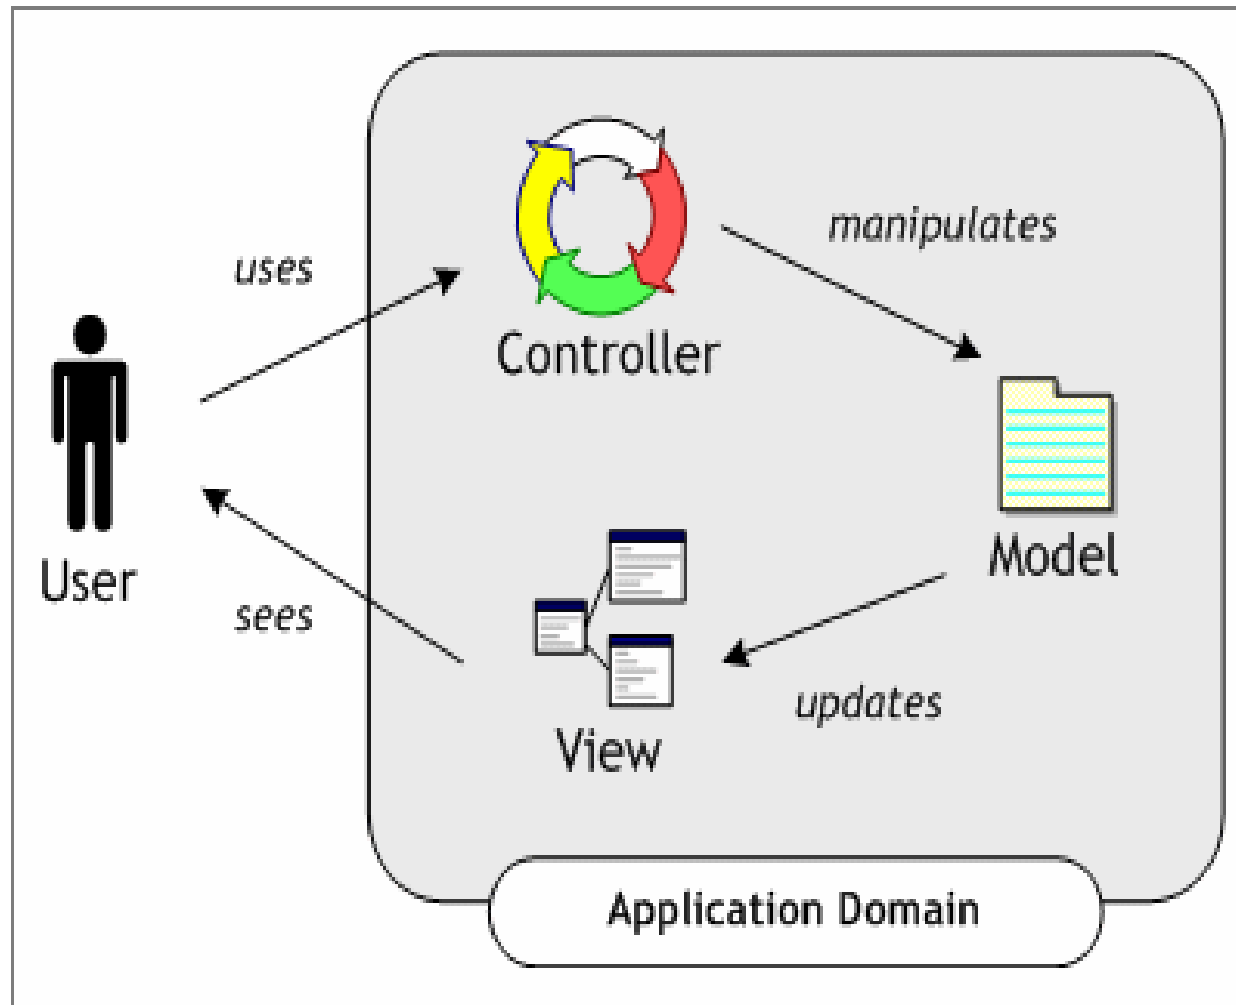 uses
manipulates
Controller
User
Model
sees
updates
View
Application Domain